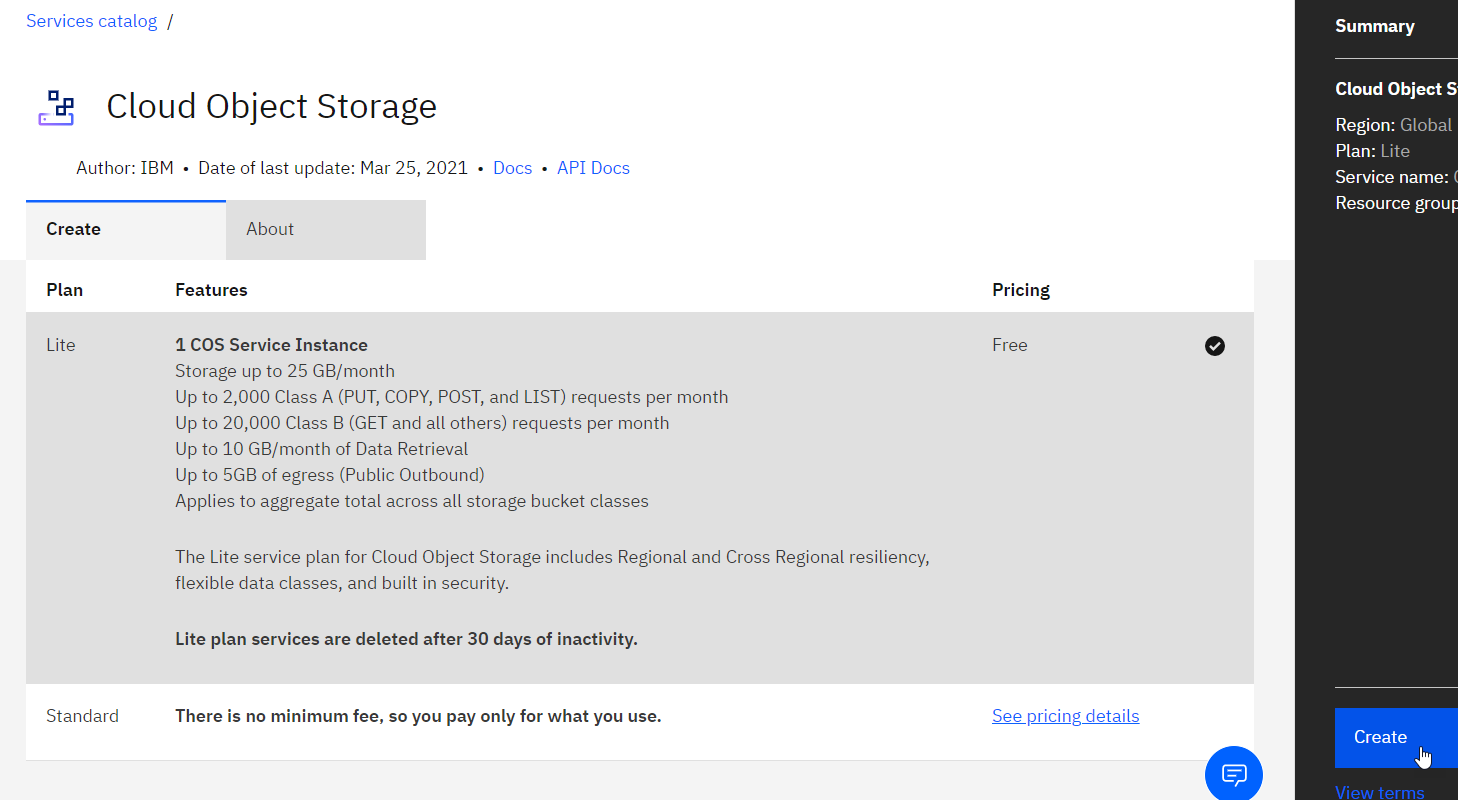 Services catalog /
Cloud Object Storage
Author: IBM • Date of last update: Mar 25, 2021 • Docs • API Docs
Create
About
Plan
Features
Pricing
Lite
1 COS Service Instance
Free
Storage up to 25 GB/month
Up to 2,000 Class A (PUT, COPY, POST, and LIST) requests per month
Up to 20,000 Class B (GET and all others) requests per month
Up to 10 GB/month of Data Retrieval
Up to 5GB of egress (Public Outbound)
Applies to aggregate total across all storage bucket classes
The Lite service plan for Cloud Object Storage includes Regional and Cross Regional resiliency,
flexible data classes, and built in security.
Lite plan services are deleted after 30 days of inactivity.
Standard
There is no minimum fee, so you pay only for what you use.
See pricing details
Summary
Cloud Object
Region: Global
Plan: Lite
Service name:
Resource group
Create
View terms